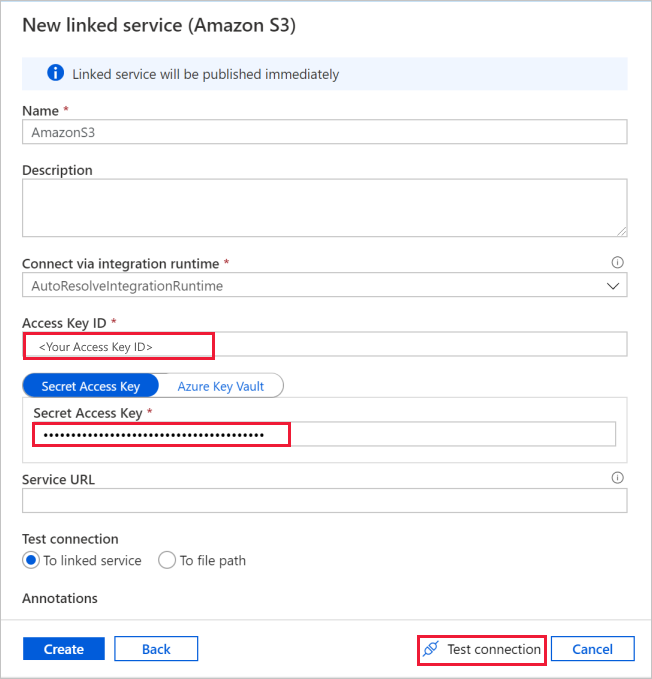 New linked service (Amazon S3)
Linked service will be published immediately
Name *
AmazonS3
Description
Connect via integration runtime *
AutoResolveIntegrationRuntime
Access Key ID *
<Your Access Key ID>
Secret Access Key Azure Key Vault
Secret Access Key *
••••••••••••••••••••••••••••••••••••••••
Service URL
Test connection
To linked service To file path
Annotations
Create Back Test connection Cancel